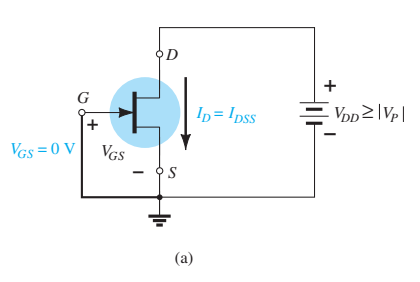 D
+
G
I_D = I_DSS
V_DD ≥ |V_P|
+
V_GS = 0 V
V_GS
−
− S
(a)